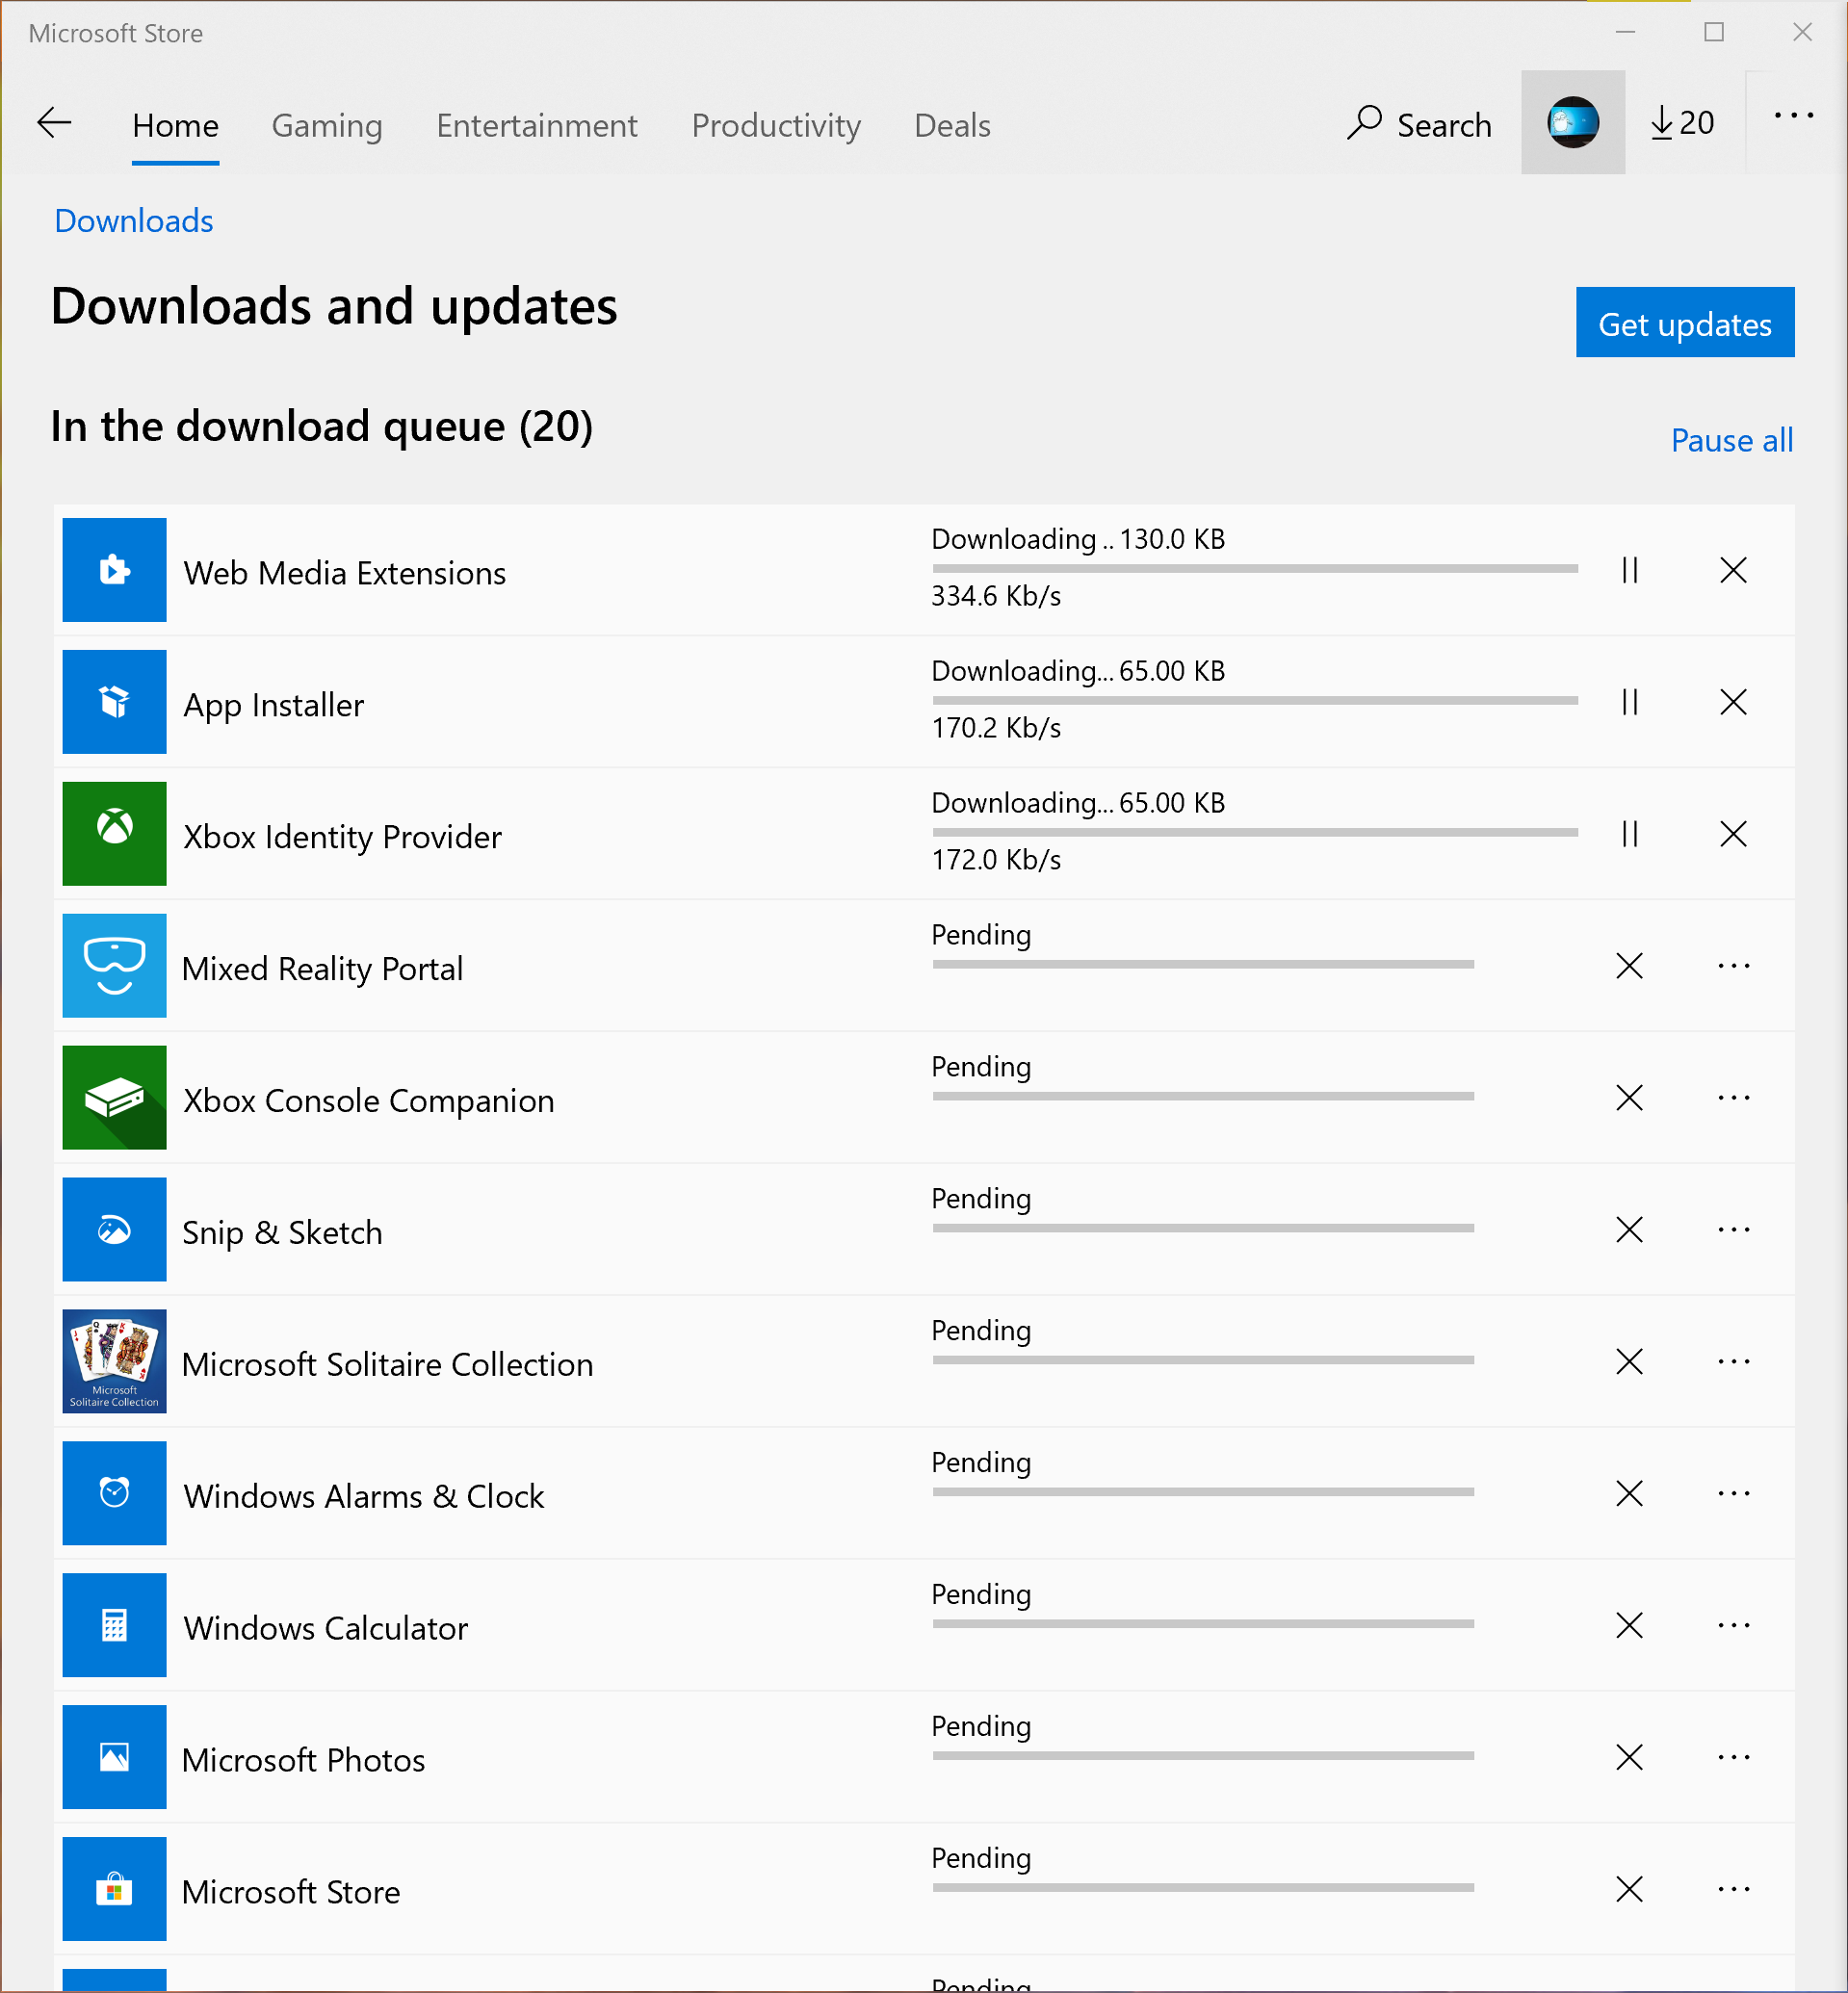 Microsoft Store
Home Gaming Entertainment Productivity Deals Search 20
Downloads
Downloads and updates
Get updates
In the download queue (20)
Pause all
Web Media Extensions
Downloading .. 130.0 KB
334.6 Kb/s
App Installer
Downloading... 65.00 KB
170.2 Kb/s
Xbox Identity Provider
Downloading... 65.00 KB
172.0 Kb/s
Mixed Reality Portal
Pending
Xbox Console Companion
Pending
Snip & Sketch
Pending
Microsoft
Solitaire Collection
Microsoft Solitaire Collection
Pending
Windows Alarms & Clock
Pending
Windows Calculator
Pending
Microsoft Photos
Pending
Microsoft Store
Pending
Pending